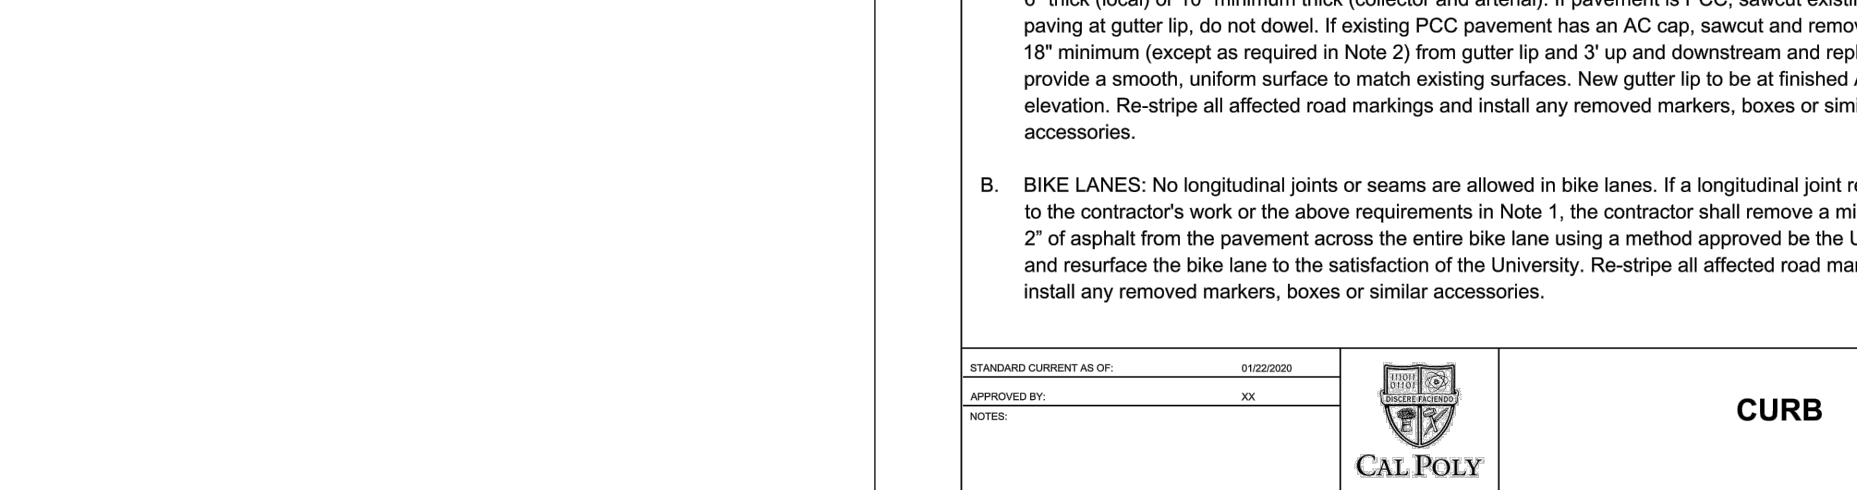 6" thick (local) or 10" minimum thick (collector and arterial). If pavement is PCC, sawcut
paving at gutter lip, do not dowel. If existing PCC pavement has an AC cap, sawcut and
18" minimum (except as required in Note 2) from gutter lip and 3' up and downstream and
provide a smooth, uniform surface to match existing surfaces. New gutter lip to be at finished
elevation. Re-stripe all affected road markings and install any removed markers, boxes or
accessories.
B. BIKE LANES: No longitudinal joints or seams are allowed in bike lanes. If a longitudinal joint
to the contractor's work or the above requirements in Note 1, the contractor shall remove a
2” of asphalt from the pavement across the entire bike lane using a method approved be the
and resurface the bike lane to the satisfaction of the University. Re-stripe all affected road
install any removed markers, boxes or similar accessories.
STANDARD CURRENT AS OF: 01/22/2020
APPROVED BY: XX
NOTES:
DISCERE FACIENDO
CAL POLY
CURB